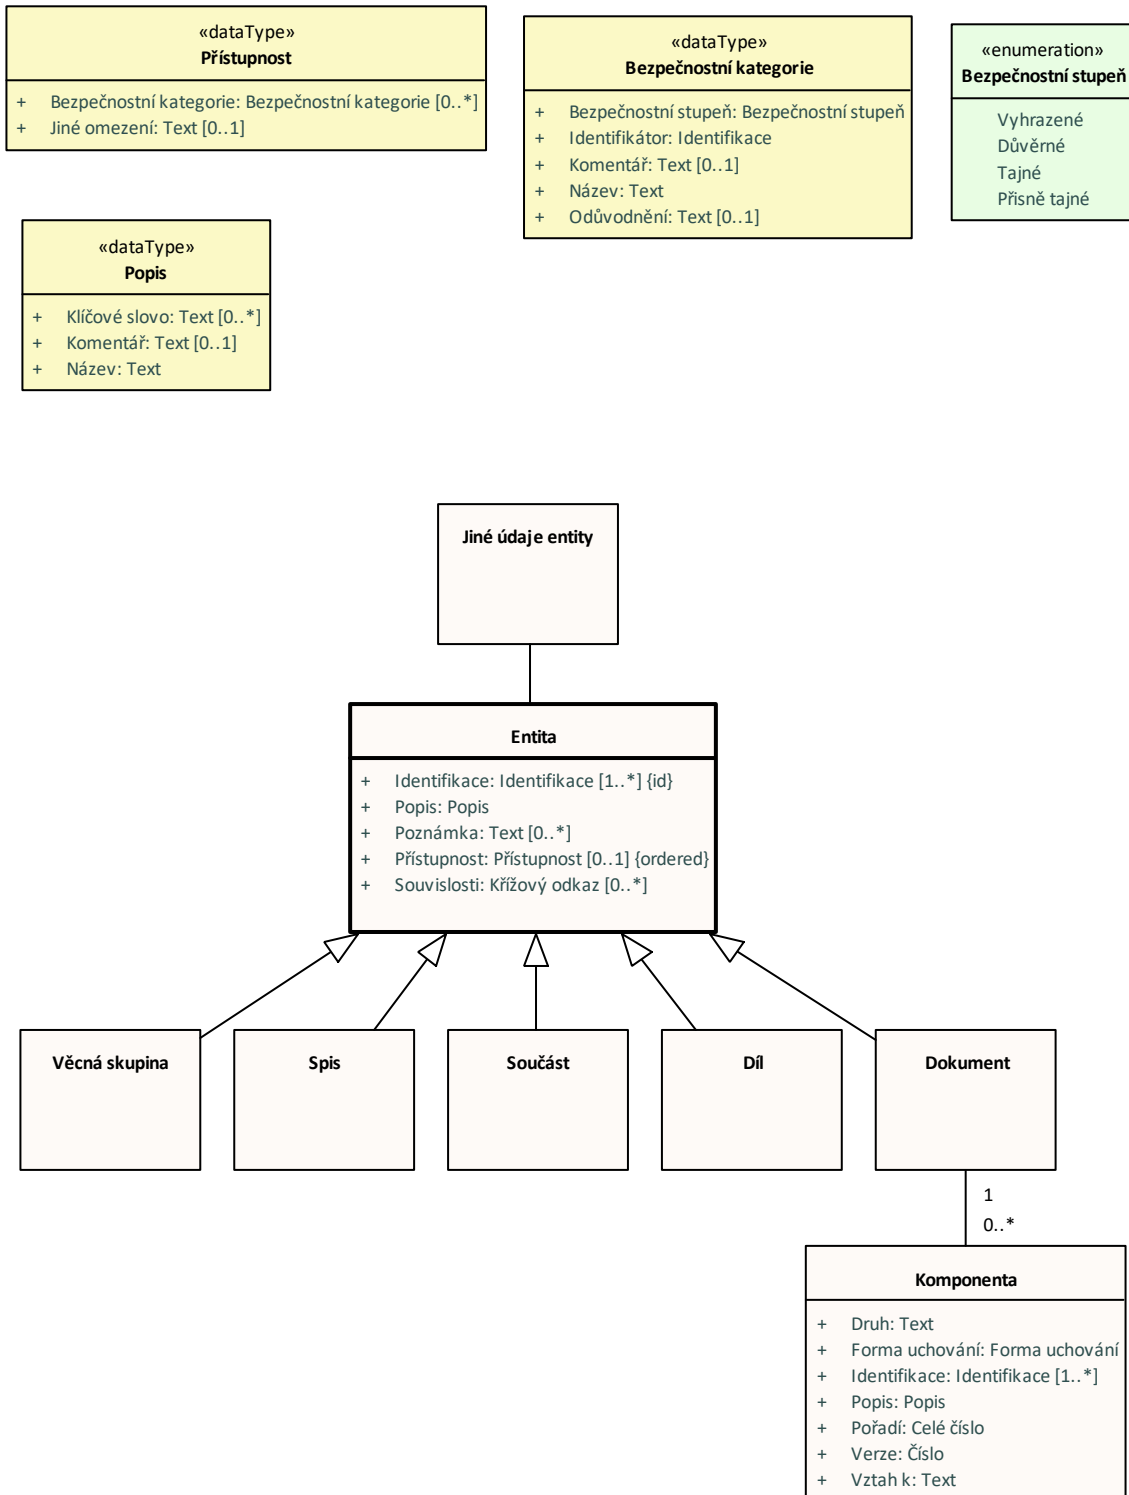 «dataType»
Přístupnost
+ Bezpečnostní kategorie: Bezpečnostní kategorie [0..*]
+ Jiné omezení: Text [0..1]
«dataType»
Bezpečnostní kategorie
+ Bezpečnostní stupeň: Bezpečnostní stupeň
+ Identifikátor: Identifikace
+ Komentář: Text [0..1]
+ Název: Text
+ Odůvodnění: Text [0..1]
«enumeration»
Bezpečnostní stupeň
Vyhrazené
Důvěrné
Tajné
Přisně tajné
«dataType»
Popis
+ Klíčové slovo: Text [0..*]
+ Komentář: Text [0..1]
+ Název: Text
Jiné údaje entity
Entita
+ Identifikace: Identifikace [1..*] {id}
+ Popis: Popis
+ Poznámka: Text [0..*]
+ Přístupnost: Přístupnost [0..1] {ordered}
+ Souvislosti: Křížový odkaz [0..*]
Věcná skupina
Spis
Součást
Díl
Dokument
1
0..*
Komponenta
+ Druh: Text
+ Forma uchování: Forma uchování
+ Identifikace: Identifikace [1..*]
+ Popis: Popis
+ Pořadí: Celé číslo
+ Verze: Číslo
+ Vztah k: Text